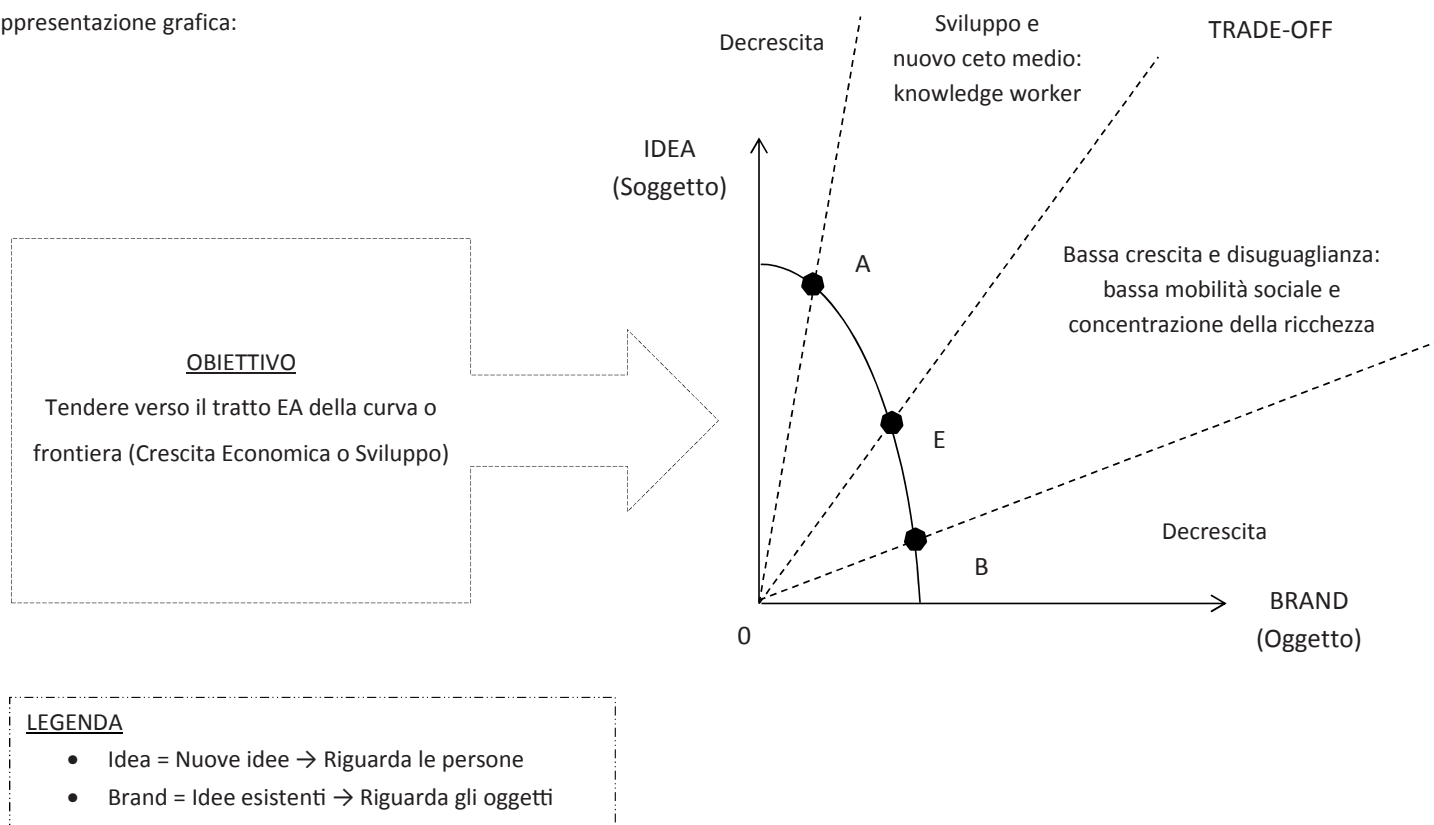 ppresentazione grafica:
Decrescita
Sviluppo e
nuovo ceto medio:
knowledge worker
TRADE-OFF
IDEA
(Soggetto)
A
Bassa crescita e disuguaglianza:
bassa mobilità sociale e
concentrazione della ricchezza
OBIETTIVO
Tendere verso il tratto EA della curva o
frontiera (Crescita Economica o Sviluppo)
E
Decrescita
B
BRAND
(Oggetto)
0
LEGENDA
• Idea = Nuove idee → Riguarda le persone
• Brand = Idee esistenti → Riguarda gli oggetti